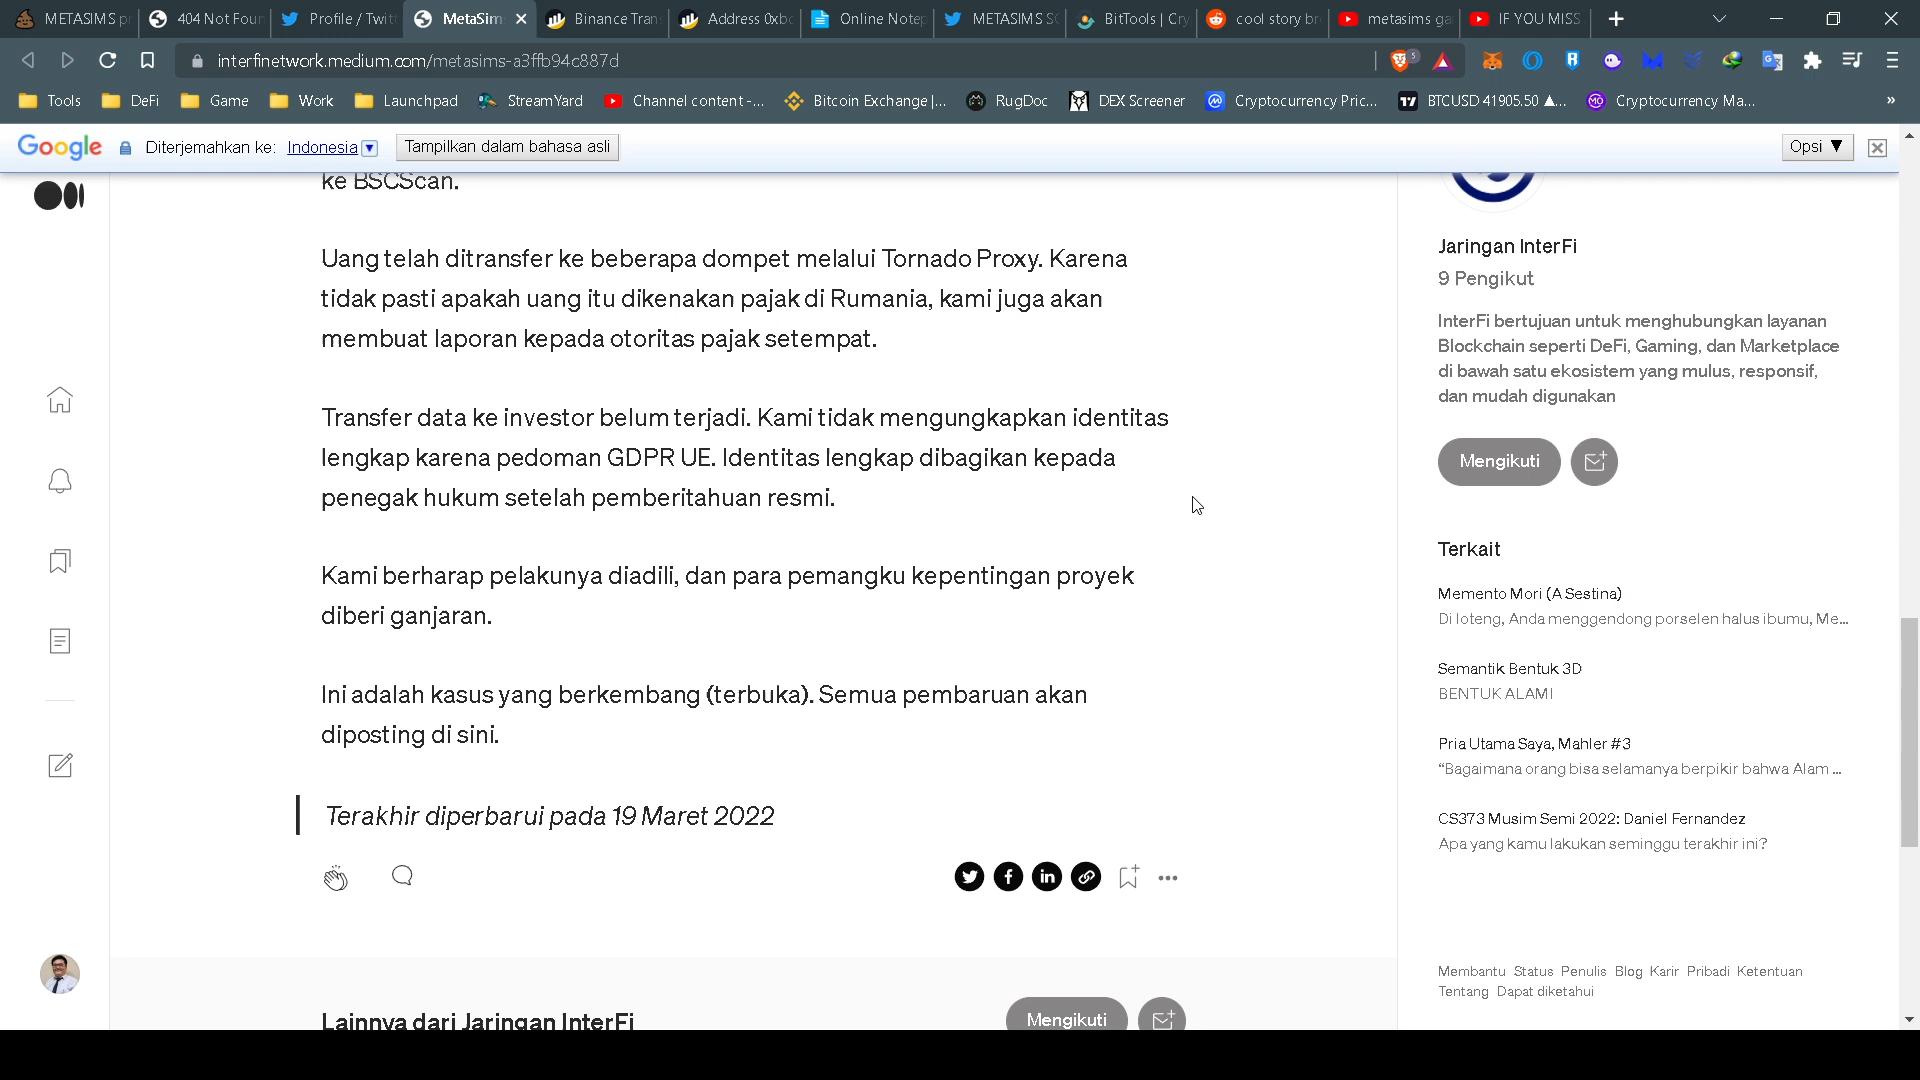 METASIMS pr
404 Not Foun
Profile / Twit
MetaSim
Binance Tran
Address 0xb
Online Note
METASIMS S
BitTools | Cry
cool story br
metasims ga
IF YOU MISS
interfinetwork.medium.com/metasims-a3ffb94c887d
5
Tools
DeFi
Game
Work
Launchpad
StreamYard
Channel content -...
Bitcoin Exchange |...
RugDoc
DEX Screener
Cryptocurrency Pric...
BTCUSD 41905.50 ▲...
Cryptocurrency Ma...
»
Google
Diterjemahkan ke: Indonesia
Tampilkan dalam bahasa asli
Opsi ▼
ke BSCScan.
Uang telah ditransfer ke beberapa dompet melalui Tornado Proxy. Karena
tidak pasti apakah uang itu dikenakan pajak di Rumania, kami juga akan
membuat laporan kepada otoritas pajak setempat.
Transfer data ke investor belum terjadi. Kami tidak mengungkapkan identitas
lengkap karena pedoman GDPR UE. Identitas lengkap dibagikan kepada
penegak hukum setelah pemberitahuan resmi.
Kami berharap pelakunya diadili, dan para pemangku kepentingan proyek
diberi ganjaran.
Ini adalah kasus yang berkembang (terbuka). Semua pembaruan akan
diposting di sini.
Terakhir diperbarui pada 19 Maret 2022
Lainnya dari Jaringan InterFi
Mengikuti
Jaringan InterFi
9 Pengikut
InterFi bertujuan untuk menghubungkan layanan
Blockchain seperti DeFi, Gaming, dan Marketplace
di bawah satu ekosistem yang mulus, responsif,
dan mudah digunakan
Mengikuti
Terkait
Memento Mori (A Sestina)
Di loteng, Anda menggendong porselen halus ibumu, Me...
Semantik Bentuk 3D
BENTUK ALAMI
Pria Utama Saya, Mahler #3
“Bagaimana orang bisa selamanya berpikir bahwa Alam ...
CS373 Musim Semi 2022: Daniel Fernandez
Apa yang kamu lakukan seminggu terakhir ini?
Membantu Status Penulis Blog Karir Pribadi Ketentuan
Tentang Dapat diketahui